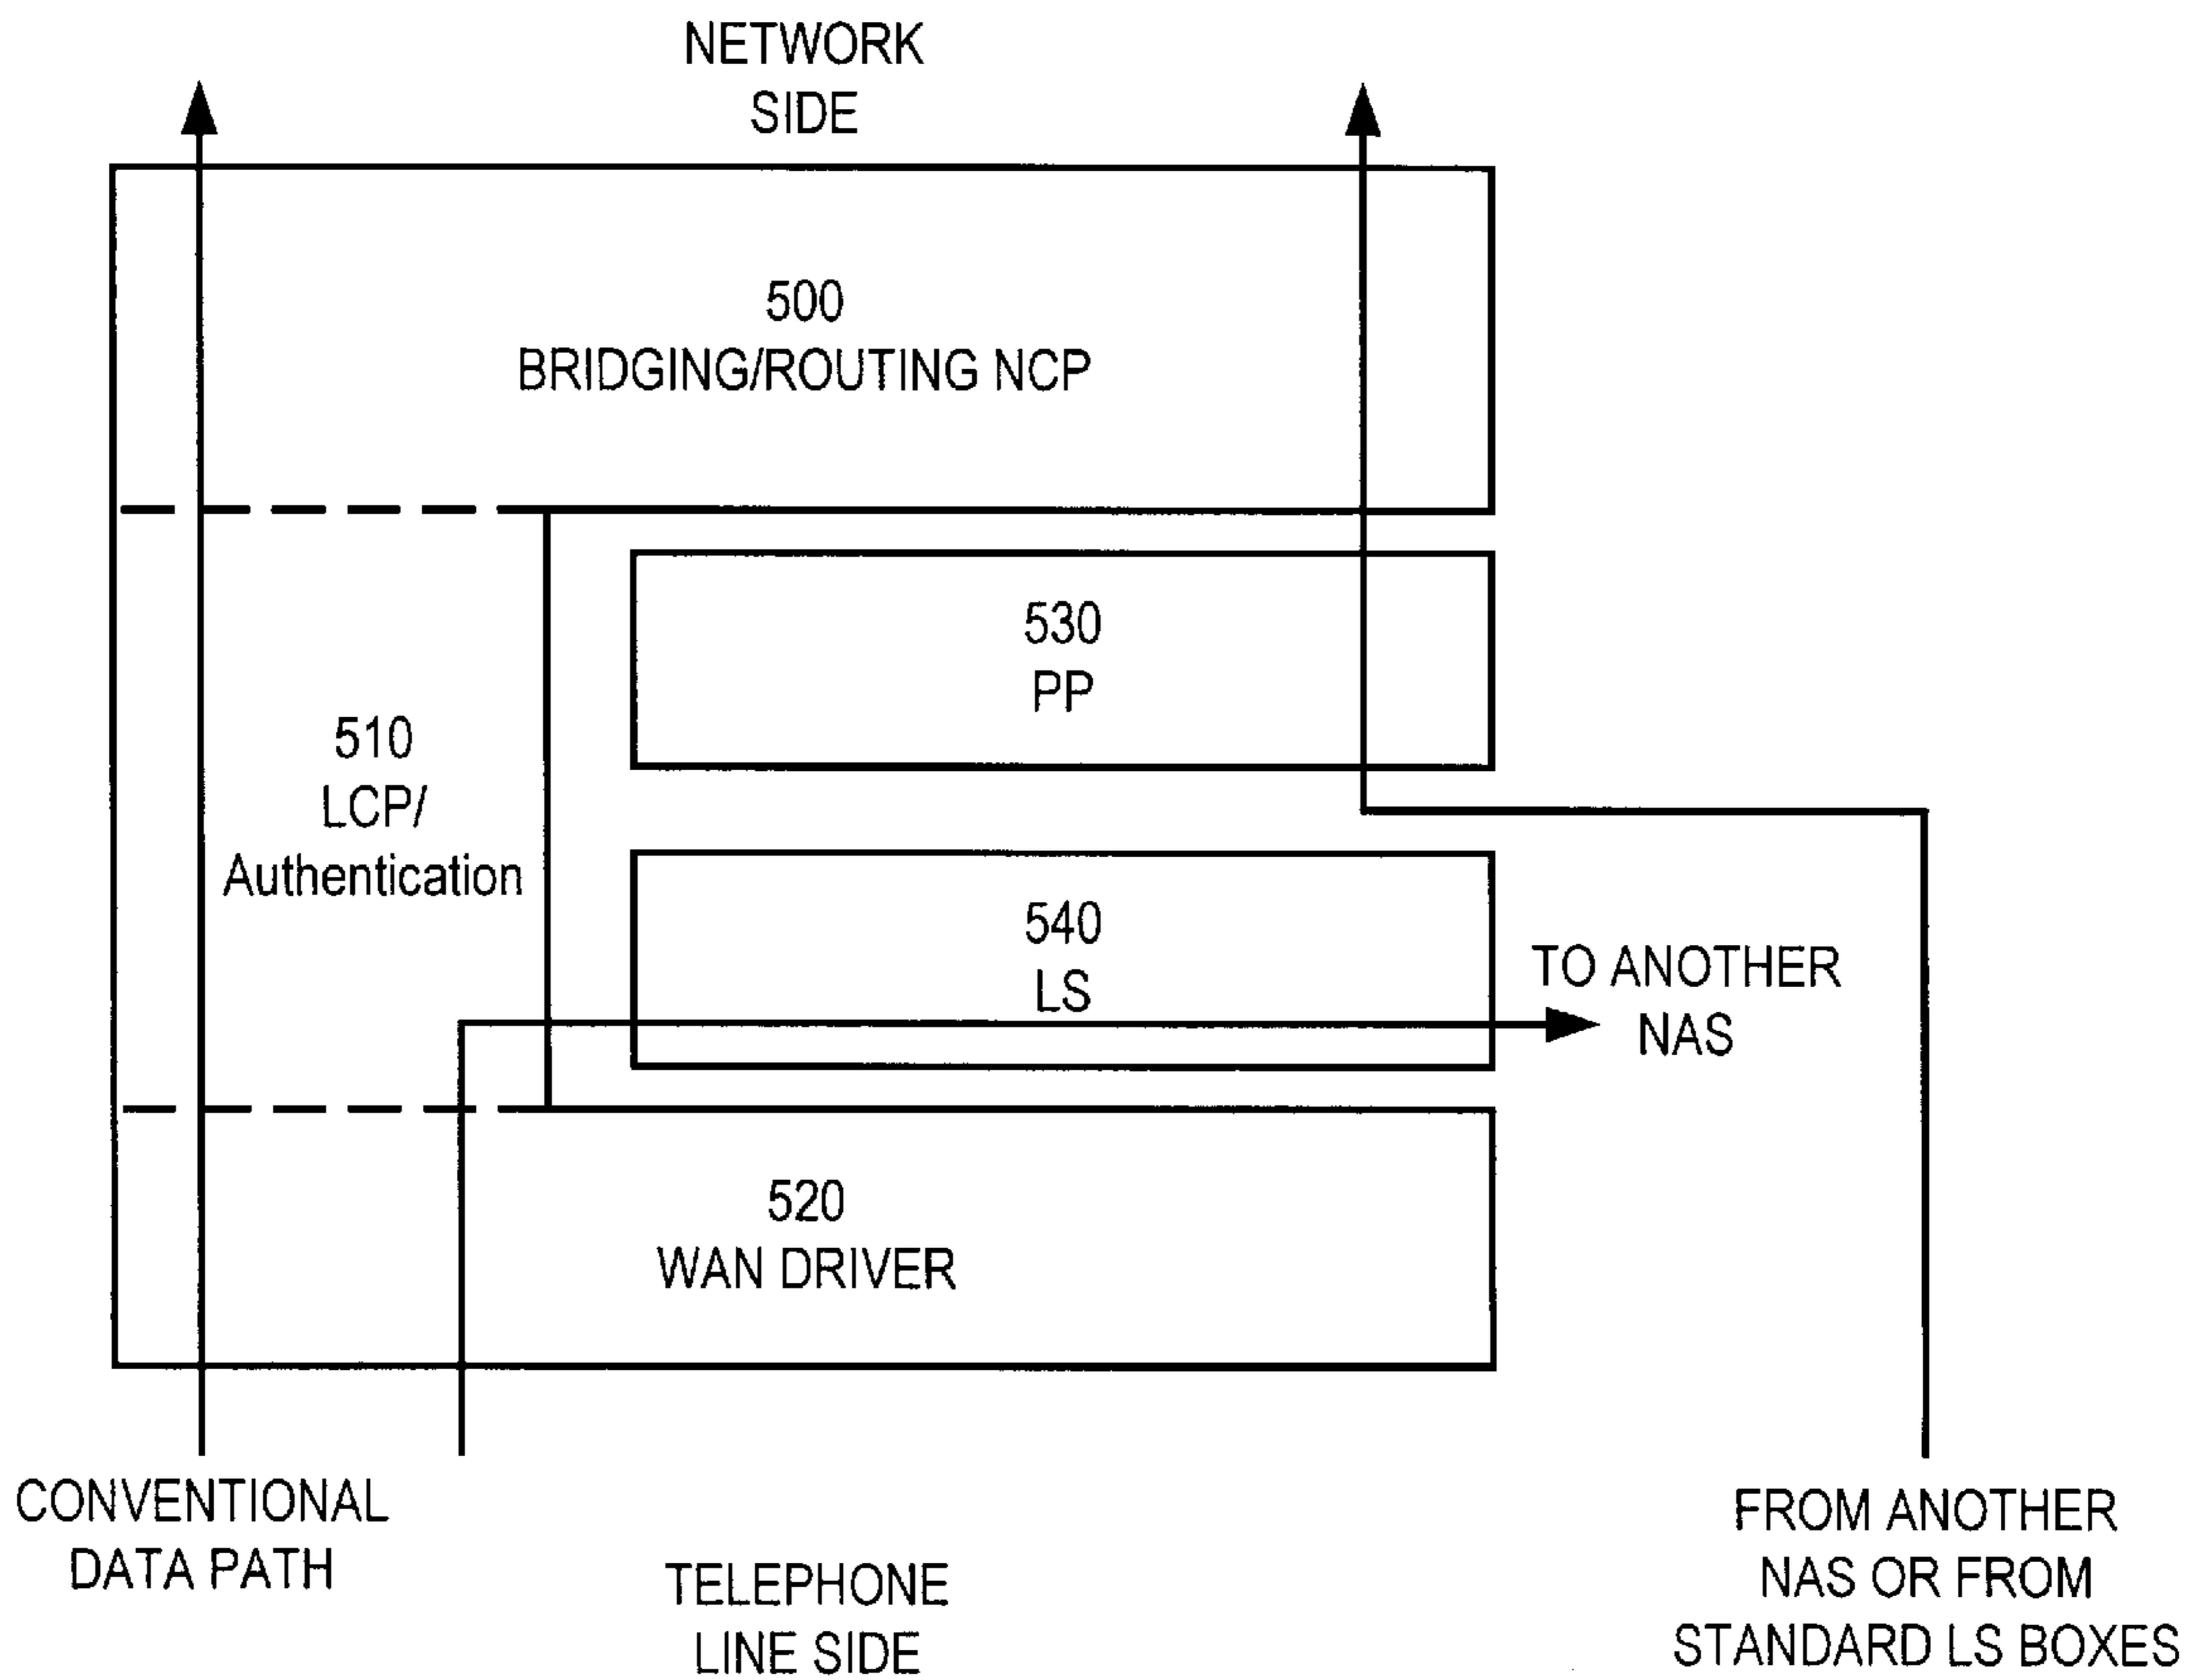 NETWORK
SIDE
500
BRIDGING/ROUTING NCP
530
PP
510
LCP/
Authentication
540
LS
TO ANOTHER
NAS
520
WAN DRIVER
CONVENTIONAL
DATA PATH
TELEPHONE
LINE SIDE
FROM ANOTHER
NAS OR FROM
STANDARD LS BOXES